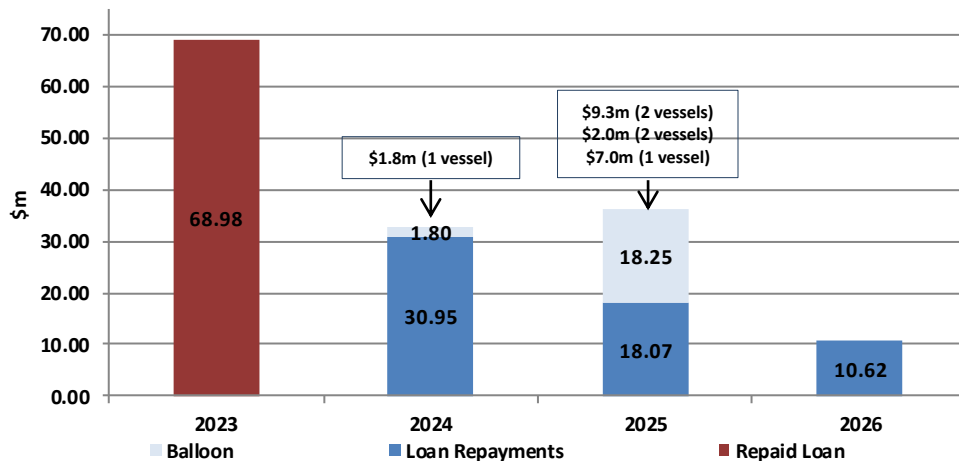 $m
70.00
60.00
50.00
40.00
30.00
20.00
10.00
0.00
$9.3m (2 vessels)
$2.0m (2 vessels)
$7.0m (1 vessel)
$1.8m (1 vessel)
68.98
1.80
30.95
18.25
18.07
10.62
2023 2024 2025 2026
Balloon Loan Repayments Repaid Loan